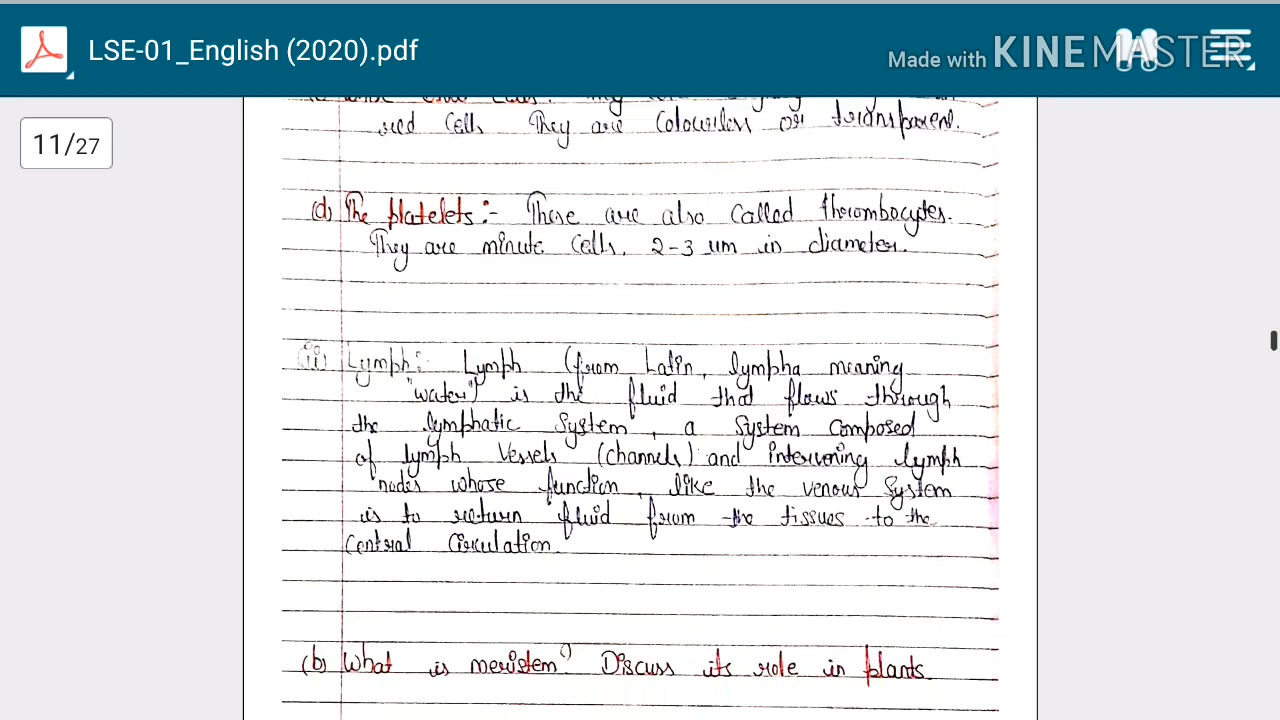 LSE-01_English (2020).pdf
Made with KINEMASTER
11/27
red Cells They are Colourless or transparent.
(d) The platelets:- These are also called thrombocytes.
They are minute cells, 2-3 um in diameter.
(ii) Lymph:- Lymph (from Latin, lympha meaning
"water") is the fluid that flows through
the lymphatic System, a System composed
of lymph vessels (channels) and intervening lymph
nodes whose function, like the venous System
is to return fluid from the tissues to the
Central Circulation.
(b) What is meristem? Discuss its role in plants.